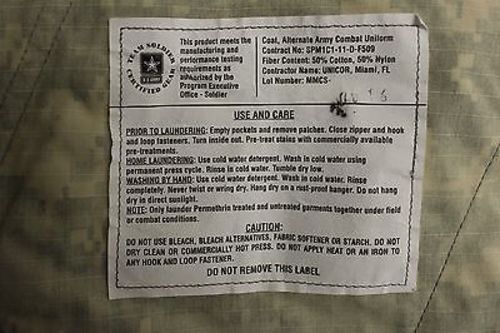 TEAM SOLDIER
U.S. ARMY
CERTIFIED GEAR
This product meets the
manufacturing and
performance testing
requirements as
authorized by the
Program Executive
Office - Soldier
Coat, Alternate Army Combat Uniform
Contract No: SPM1C1-11-D-F509
Fiber Content: 50% Cotton, 50% Nylon
Contractor Name: UNICOR, Miami, FL
Lot Number: MMCS-
USE AND CARE
PRIOR TO LAUNDERING: Empty pockets and remove patches. Close zipper and hook
and loop fasteners. Turn inside out. Pre-treat stains with commercially available
pre-treatments.
HOME LAUNDERING: Use cold water detergent. Wash in cold water using
permanent press cycle. Rinse in cold water. Tumble dry low.
WASHING BY HAND: Use cold water detergent. Wash in cold water. Rinse
completely. Never twist or wring dry. Hang dry on a rust-proof hanger. Do not hang
dry in direct sunlight.
NOTE: Only launder Permethrin treated and untreated garments together under field
or combat conditions.
CAUTION:
DO NOT USE BLEACH, BLEACH ALTERNATIVES, FABRIC SOFTENER OR STARCH. DO NOT
DRY CLEAN OR COMMERCIALLY HOT PRESS. DO NOT APPLY HEAT OR AN IRON TO
ANY HOOK AND LOOP FASTENER.
DO NOT REMOVE THIS LABEL